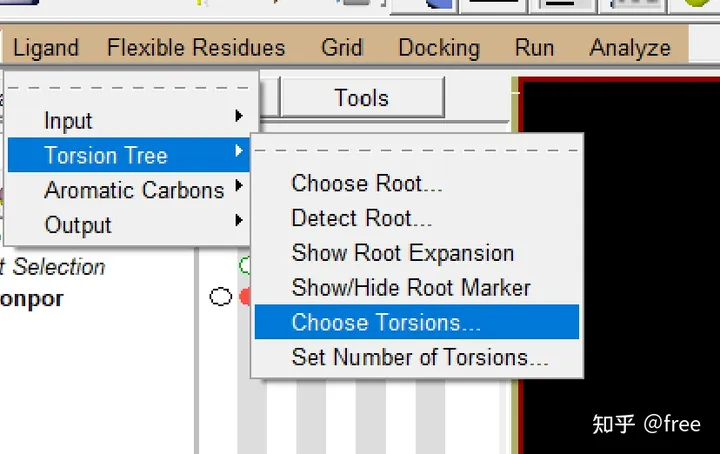 Ligand Flexible Residues Grid Docking Run Analyze
Tools
Input
Torsion Tree
Aromatic Carbons
Output
Choose Root...
Detect Root...
Show Root Expansion
Show/Hide Root Marker
Choose Torsions...
Set Number of Torsions...
t Selection
onpor
知乎 @free